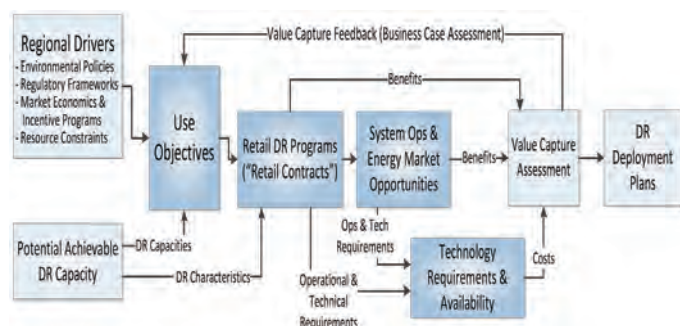 Regional Drivers
- Environmental Policies
- Regulatory Frameworks
- Market Economics &
Incentive Programs
- Resource Constraints
Value Capture Feedback (Business Case Assessment)
Benefits
Use
Objectives
Retail DR Programs
("Retail Contracts")
System Ops &
Energy Market
Opportunities
Benefits
Value Capture
Assessment
DR
Deployment
Plans
Potential Achievable
DR Capacity
DR Capacities
DR Characteristics
Ops & Tech
Requirements
Operational &
Technical
Requirements
Technology
Requirements &
Availability
Costs